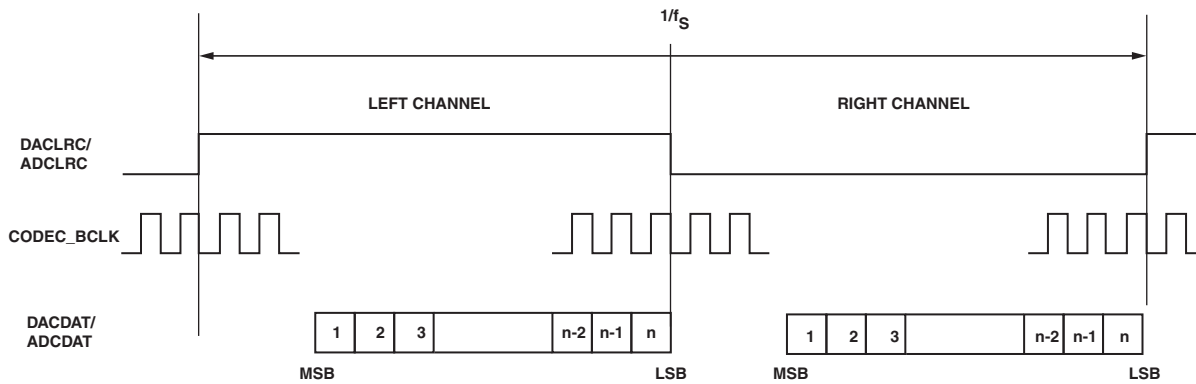 1/fS
LEFT CHANNEL
RIGHT CHANNEL
DACLRC/
ADCLRC
CODEC_BCLK
DACDAT/
ADCDAT
1 2 3 n-2 n-1 n
1 2 3 n-2 n-1 n
MSB
LSB
MSB
LSB